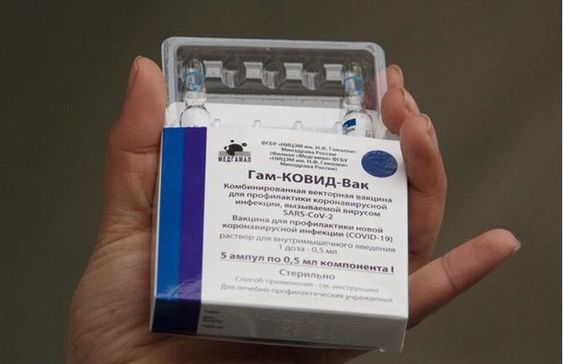 МЕДГАМАЛ
ФГБУ «НИЦЭМ им. Н.Ф. Гамалеи»
Минздрава России
(Филиал «Медгамал» ФГБУ
«НИЦЭМ им. Н.Ф. Гамалеи»
Минздрава России)
Гам-КОВИД-Вак
Комбинированная векторная вакцина
для профилактики коронавирусной
инфекции, вызываемой вирусом
SARS-CoV-2
Вакцина для профилактики новой
коронавирусной инфекции (COVID-19)
раствор для внутримышечного введения
1 доза - 0,5 мл
5 ампул по 0,5 мл компонента I
Стерильно
Способ применения - см. инструкцию
Для лечебно-профилактических учреждений